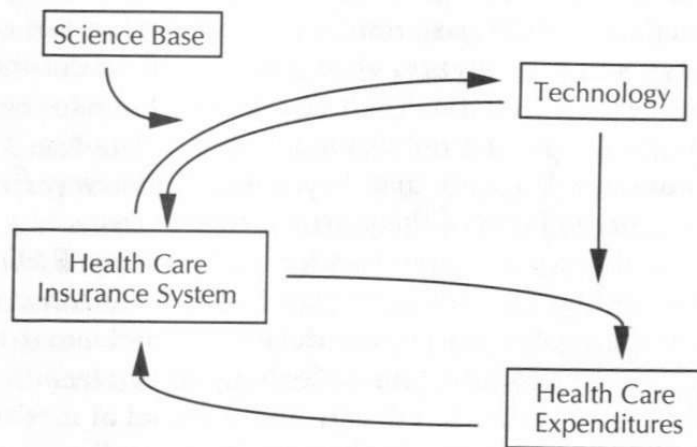 Science Base
Technology
Health Care
Insurance System
Health Care
Expenditures